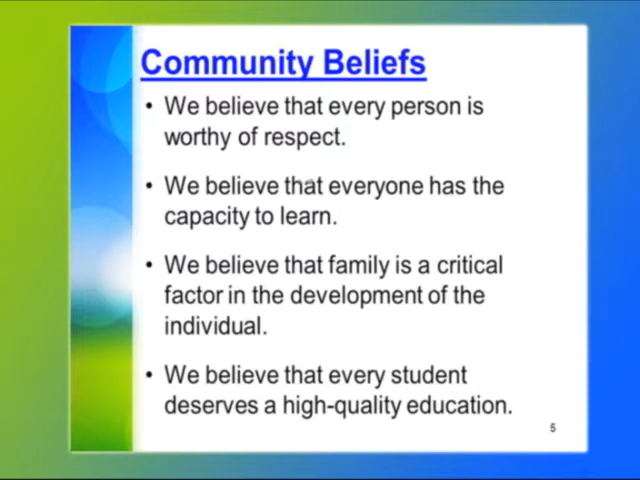 Community Beliefs
• We believe that every person is
worthy of respect.
• We believe that everyone has the
capacity to learn.
• We believe that family is a critical
factor in the development of the
individual.
• We believe that every student
deserves a high-quality education.
5